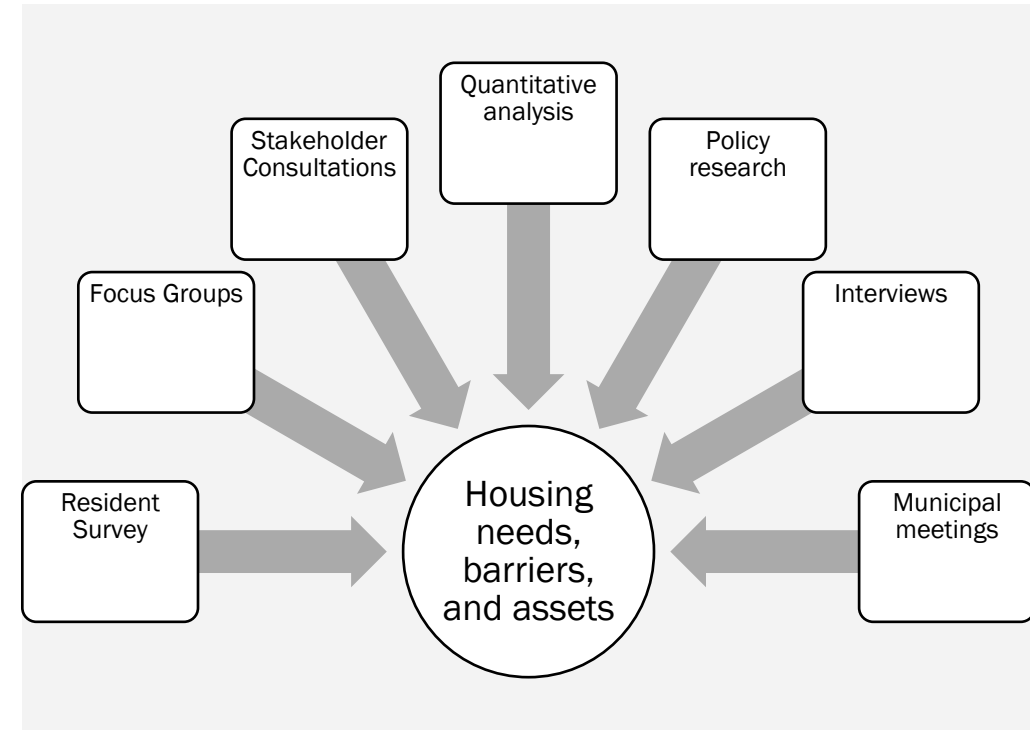 Quantitative
analysis
Stakeholder
Consultations
Policy
research
Focus Groups
Interviews
Resident
Survey
Housing
needs,
barriers,
and assets
Municipal
meetings